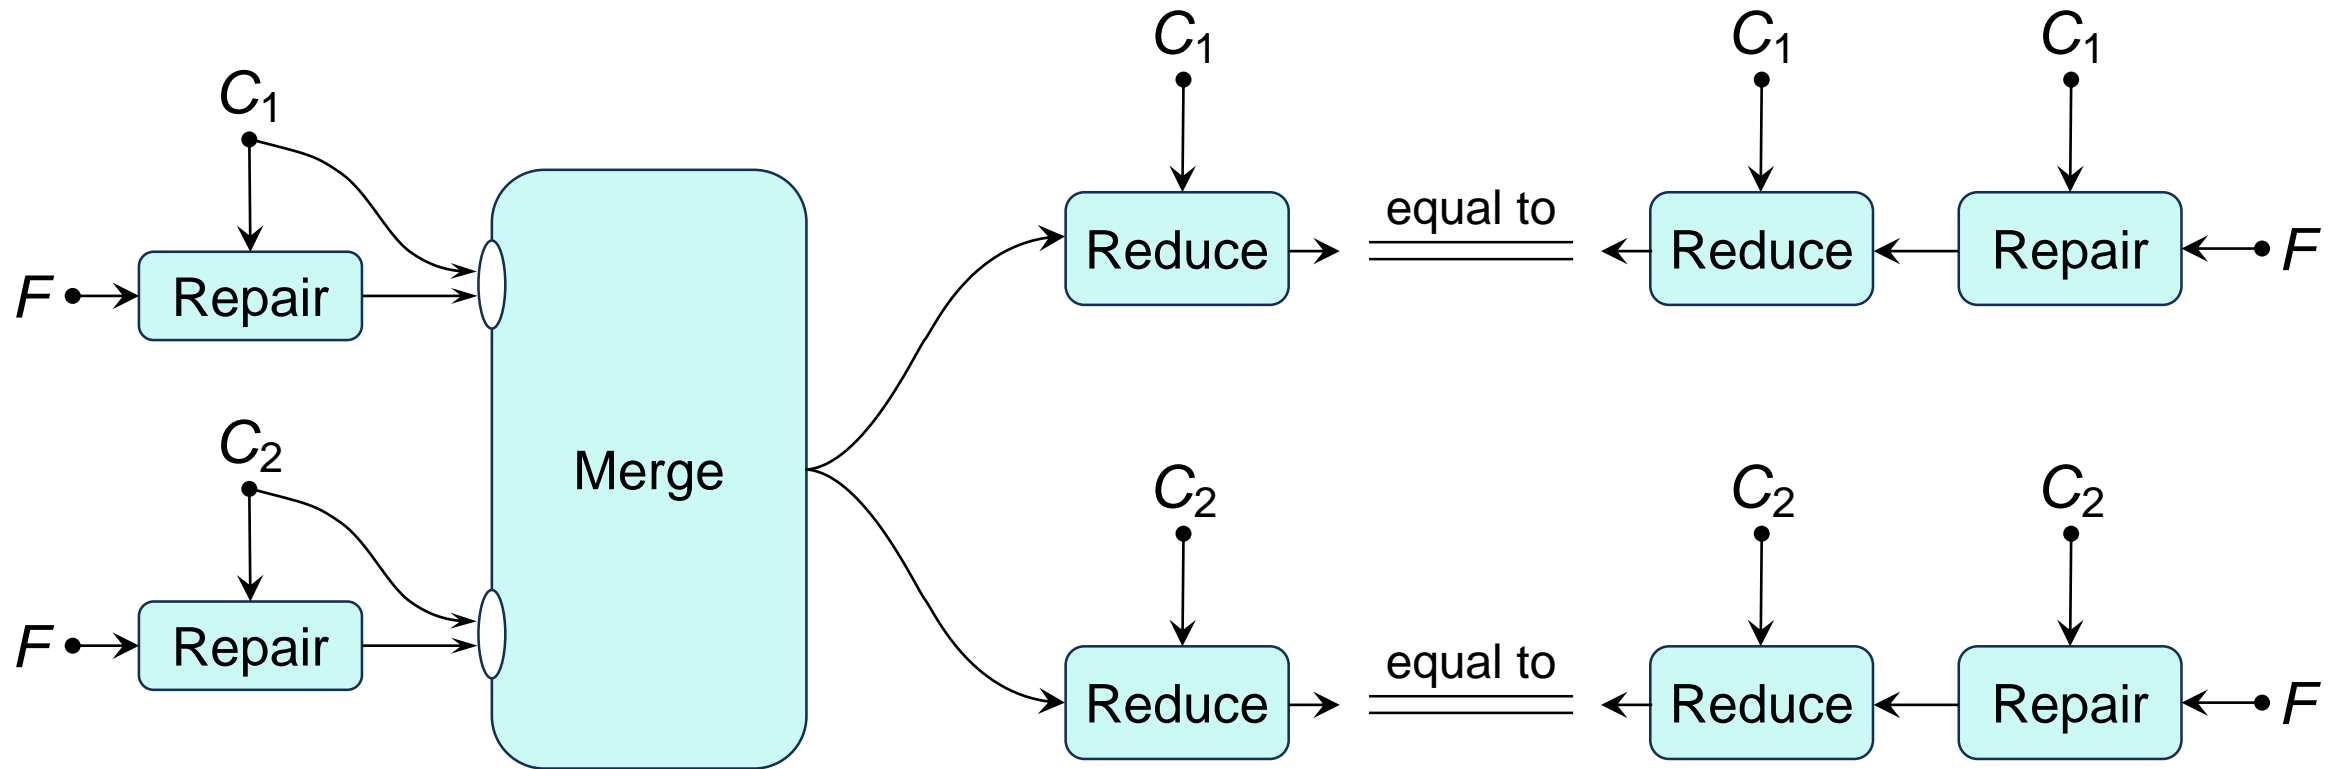 C₁
F Repair
C₂
F Repair
Merge
C₁
Reduce
equal to
C₁
Reduce
C₁
Repair F
C₂
Reduce
equal to
C₂
Reduce
C₂
Repair F